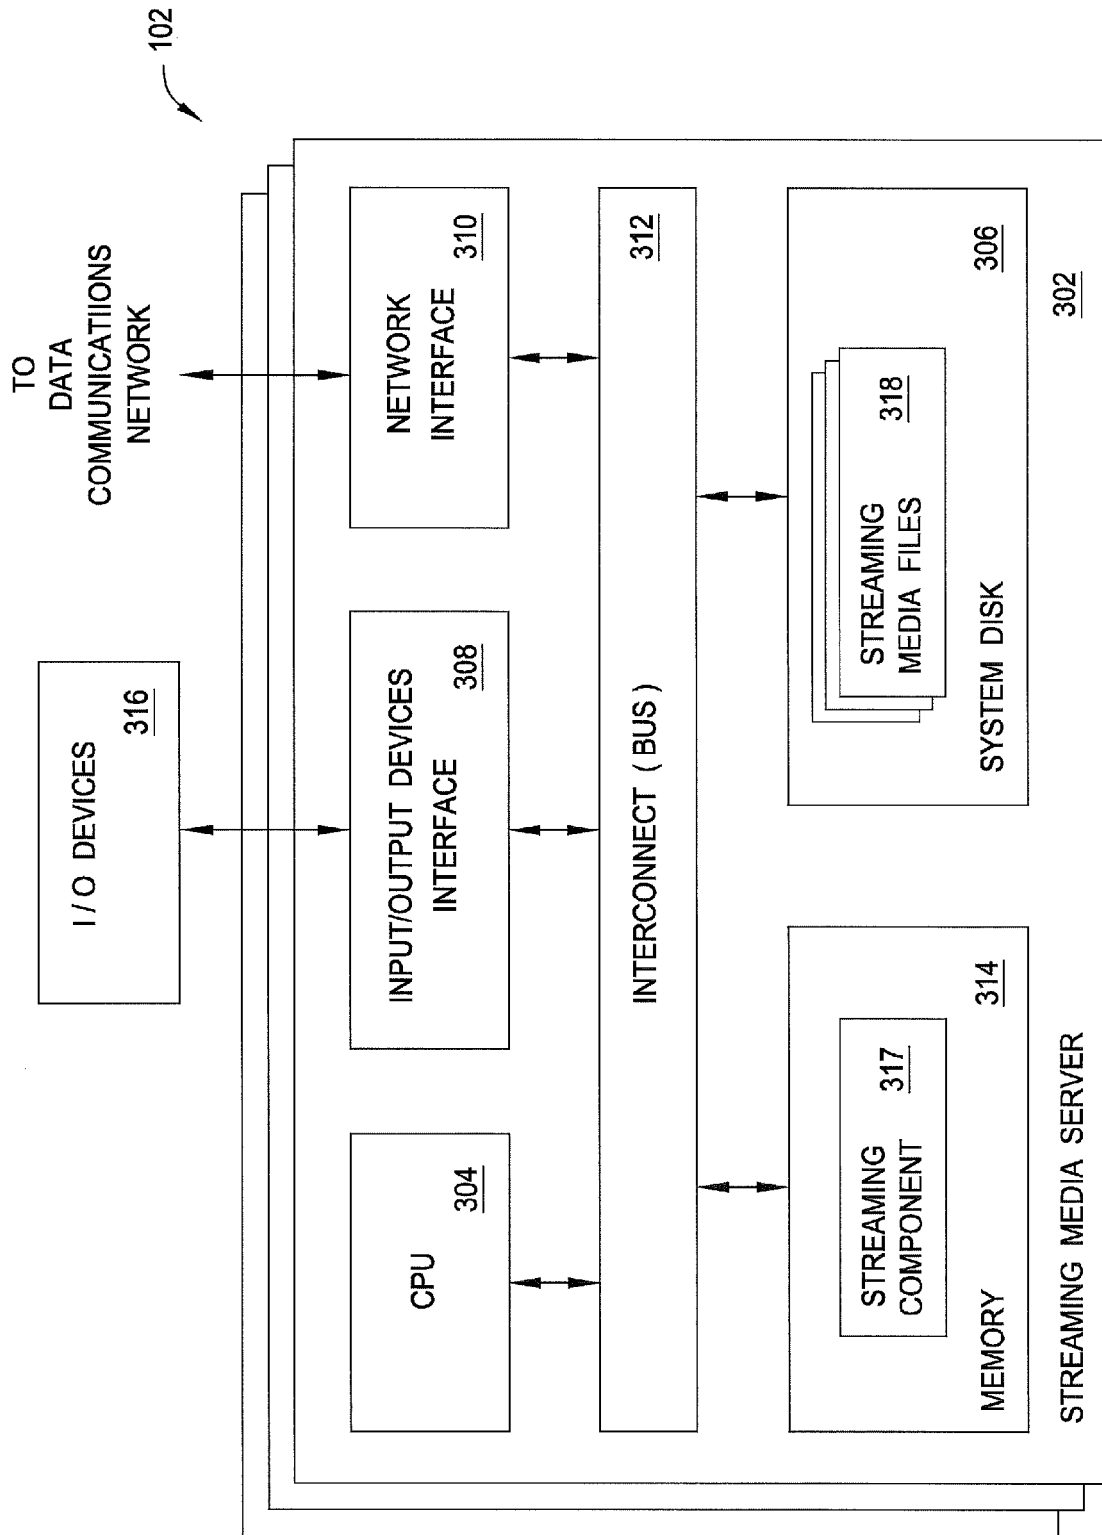 102
TO
DATA
COMMUNICATIIONS
NETWORK
I / O DEVICES
316
CPU
304
INPUT/OUTPUT DEVICES
INTERFACE
308
NETWORK
INTERFACE
310
INTERCONNECT ( BUS )
312
STREAMING
COMPONENT
317
MEMORY
314
STREAMING
MEDIA FILES
318
SYSTEM DISK
306
STREAMING MEDIA SERVER
302